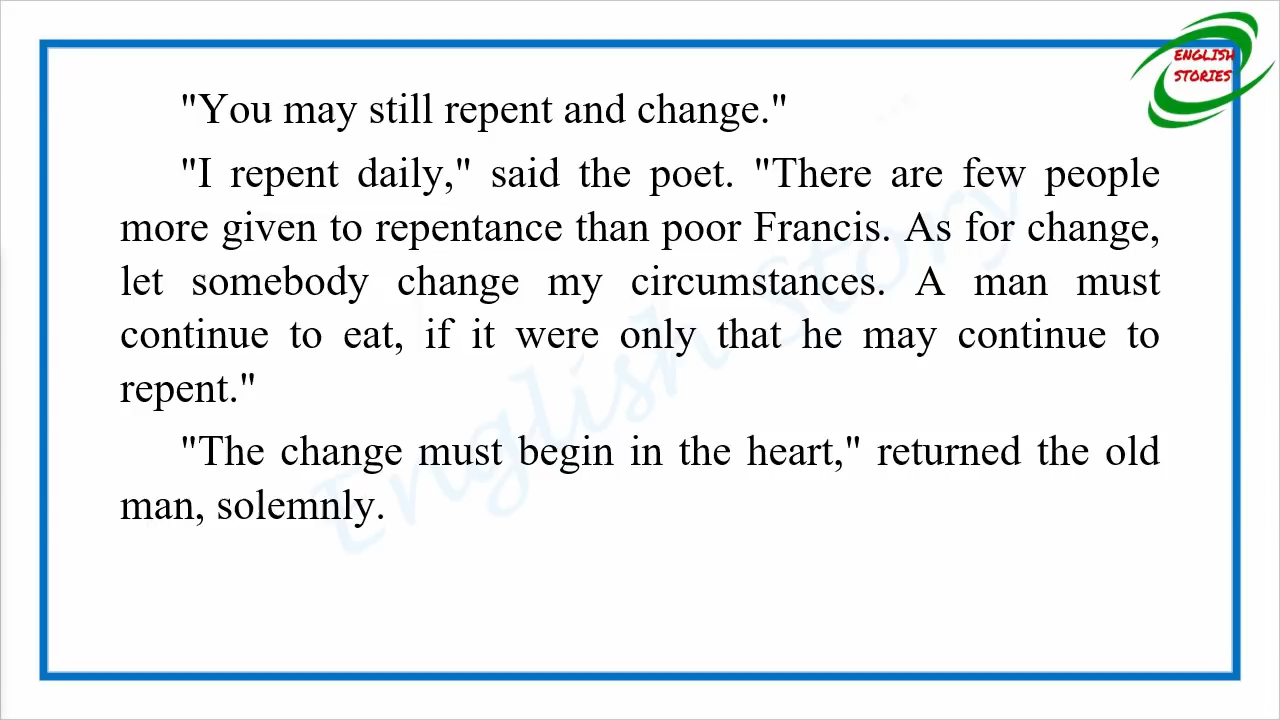 ENGLISH
STORIES
"You may still repent and change."
"I repent daily," said the poet. "There are few people
more given to repentance than poor Francis. As for change,
let somebody change my circumstances. A man must
continue to eat, if it were only that he may continue to
repent."
"The change must begin in the heart," returned the old
man, solemnly.
English Story